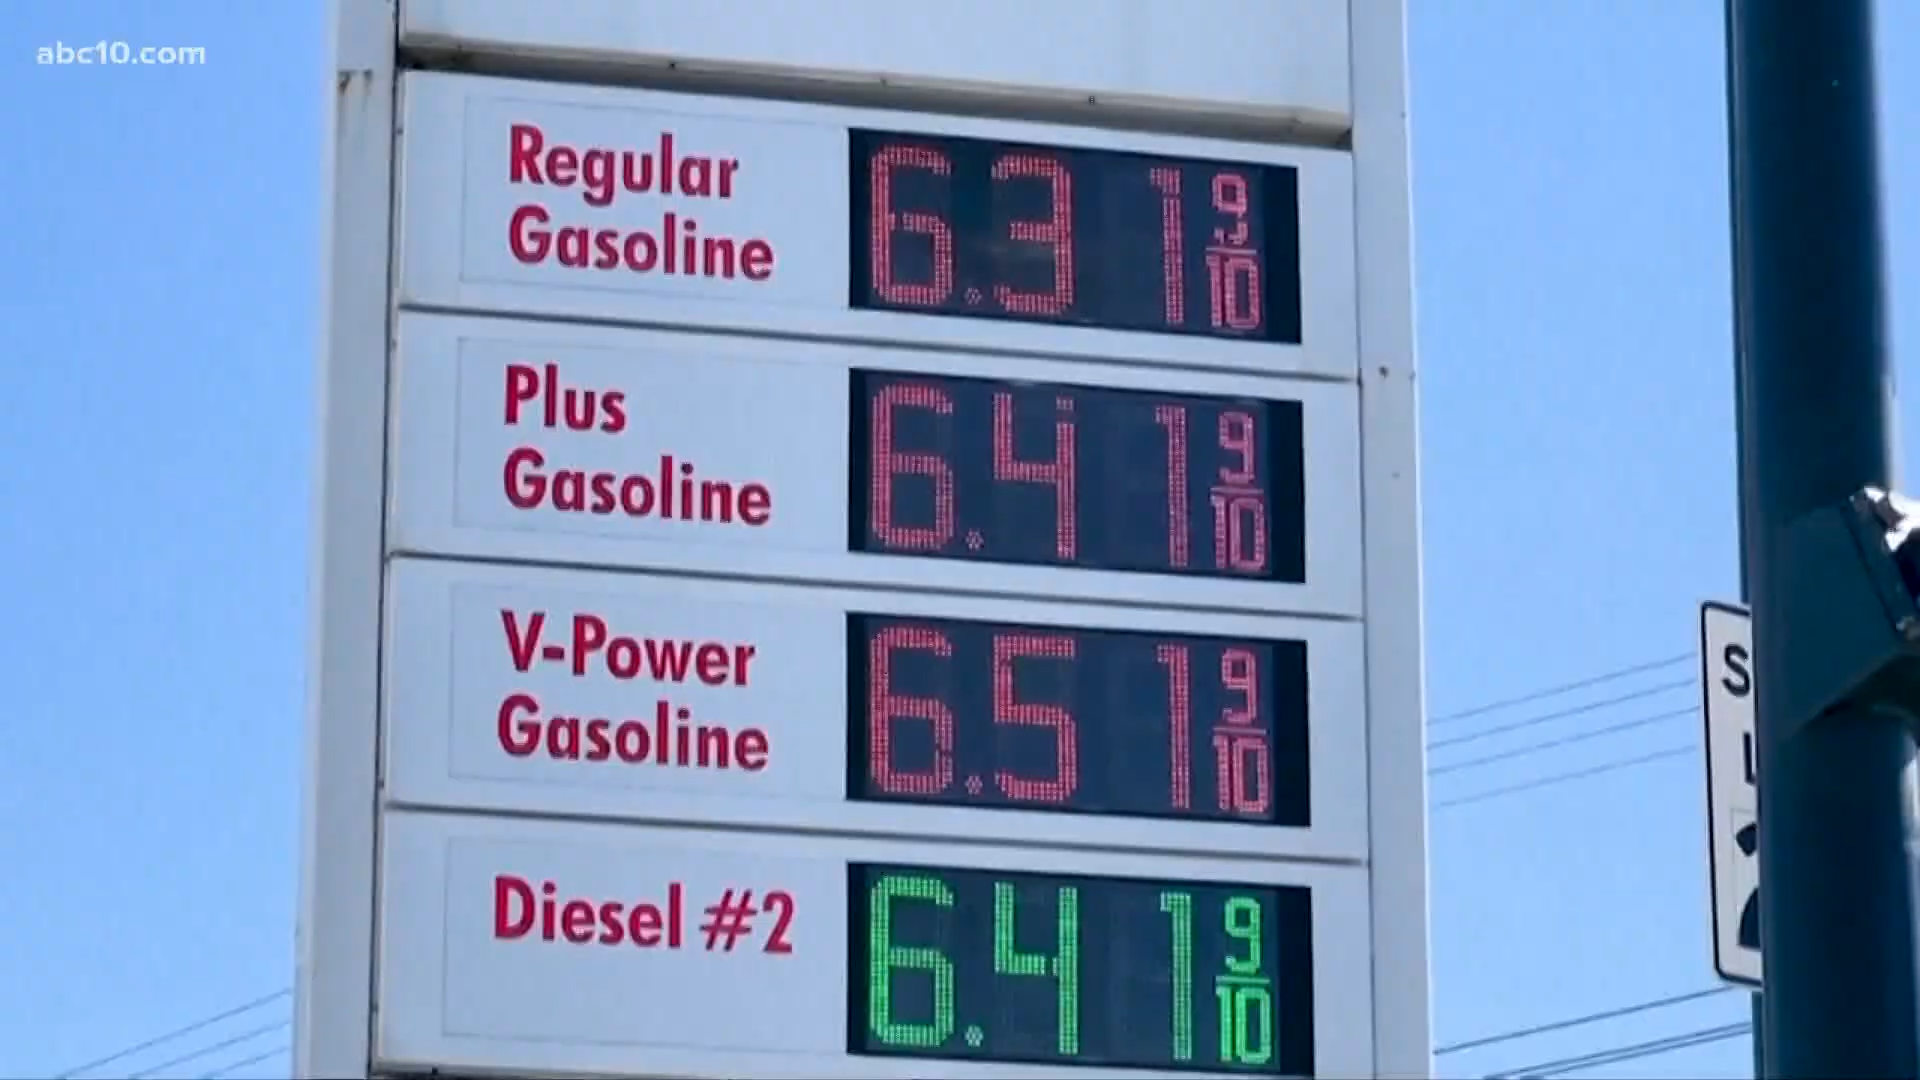 abc10.com
Regular
Gasoline
6.31 9/10
Plus
Gasoline
6.41 9/10
V-Power
Gasoline
6.51 9/10
Diesel #2
6.41 9/10
S
L